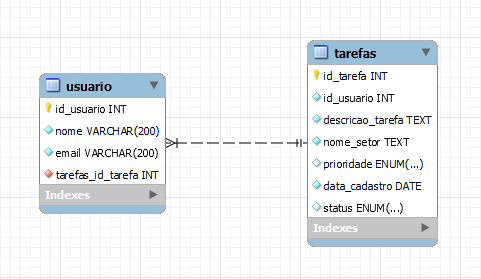 usuario
id_usuario INT
nome VARCHAR(200)
email VARCHAR(200)
tarefas_id_tarefa INT
Indexes
tarefas
id_tarefa INT
id_usuario INT
descricao_tarefa TEXT
nome_setor TEXT
prioridade ENUM(...)
data_cadastro DATE
status ENUM(...)
Indexes